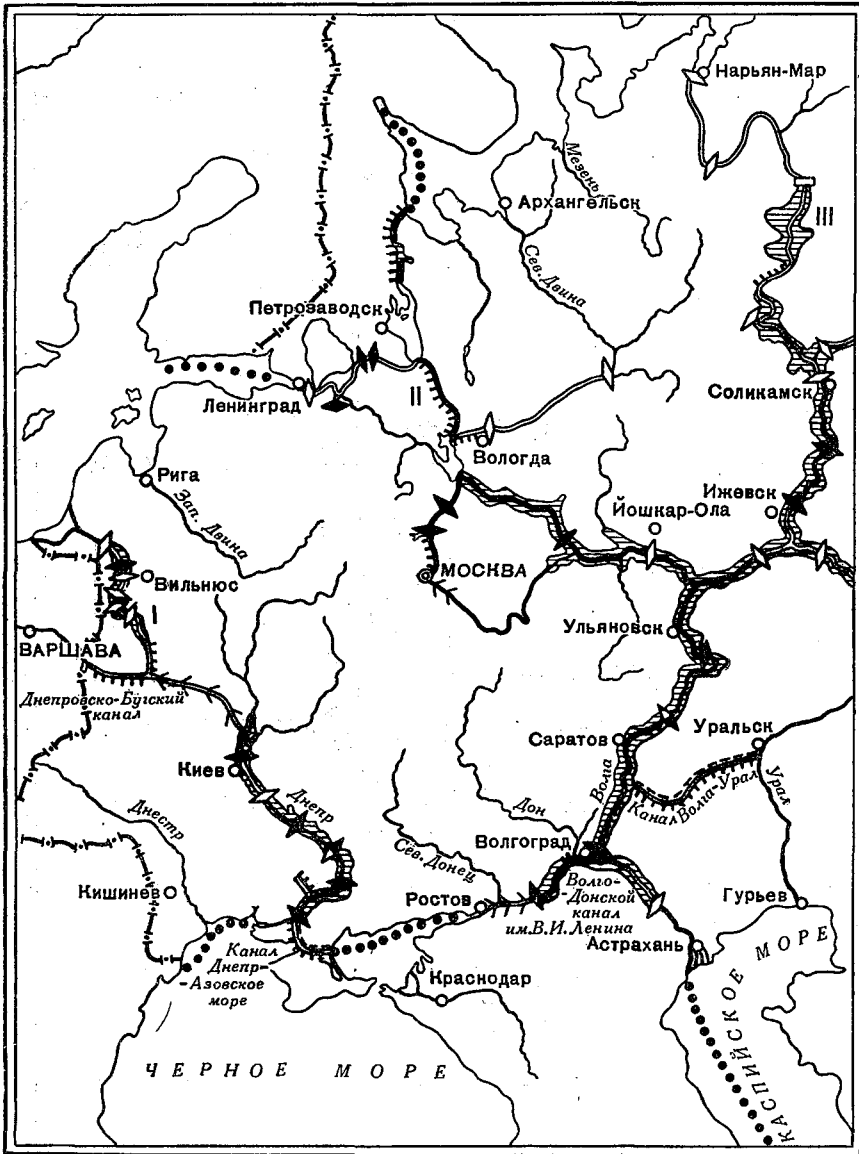 Нарьян-Мар
Мезень
Архангельск
III
Сев. Двина
Петрозаводск
Соликамск
Ленинград
II
Вологда
Рига
Ижевск
Йошкар-Ола
Зап. Двина
МОСКВА
Вильнюс
I
Ульяновск
ВАРШАВА
Днепровско-Бугский
канал
Саратов
Уральск
Киев
Волга
Урал
Канал Волга-Урал
Днепр
Дон
Днестр
Волгоград
Сев. Донец
Кишинев
Ростов
Волго-
-Донской
канал
им. В. И. Ленина
Гурьев
Астрахань
Канал
Днепр-
-Азовское
море
Краснодар
ЧЕРНОЕ МОРЕ
КАСПИЙСКОЕ МОРЕ